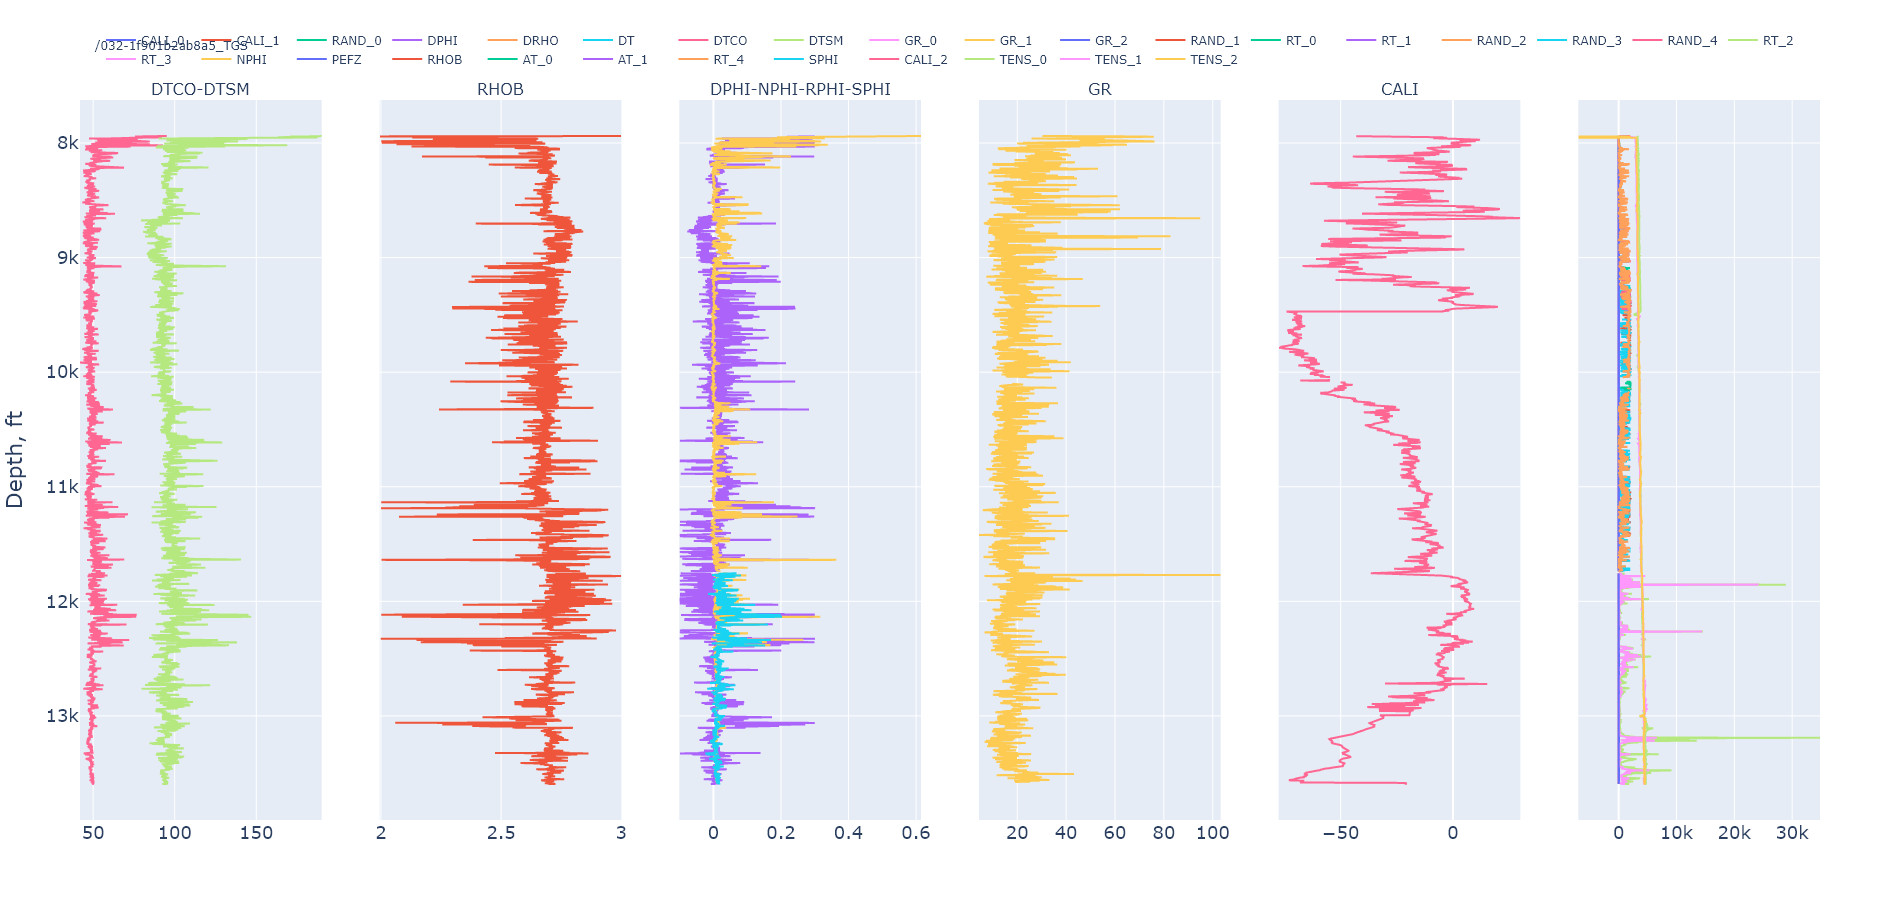 CALI_0 CALI_1 RAND_0 DPHI DRHO DT DTCO DTSM GR_0 GR_1 GR_2 RAND_1 RT_0 RT_1 RAND_2 RAND_3 RAND_4 RT_2
/032-1f901b2ab8a5_TGS
RT_3 NPHI PEFZ RHOB AT_0 AT_1 RT_4 SPHI CALI_2 TENS_0 TENS_1 TENS_2
DTCO-DTSM RHOB DPHI-NPHI-RPHI-SPHI GR CALI
8k
9k
10k
11k
12k
13k
Depth, ft
50 100 150 2 2.5 3 0 0.2 0.4 0.6 20 40 60 80 100 −50 0 0 10k 20k 30k